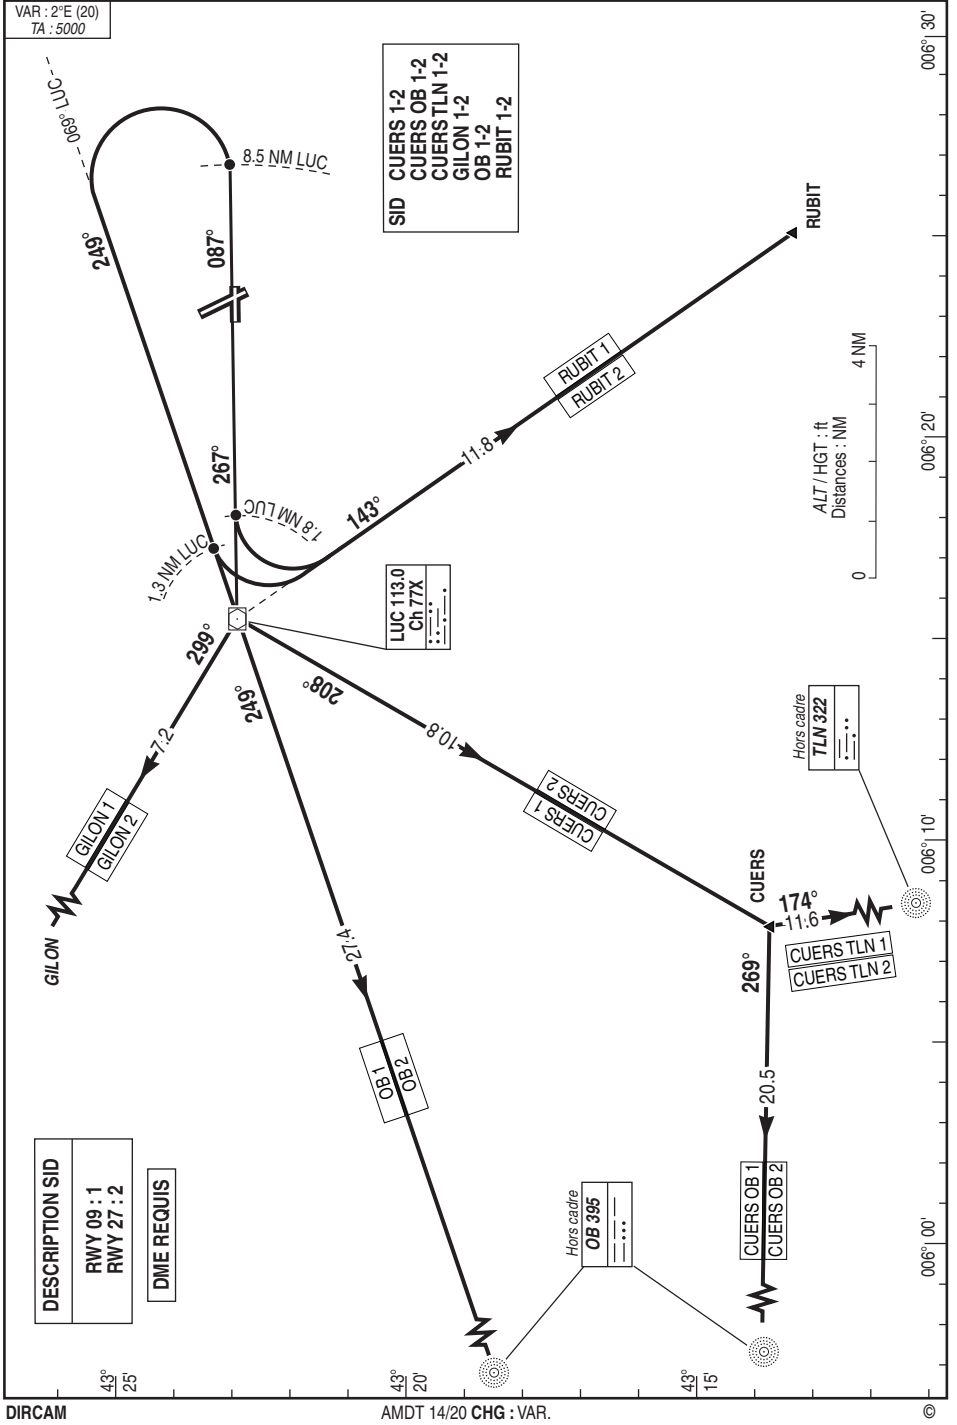 VAR : 2°E (20)
TA : 5000
DESCRIPTION SID
RWY 09 : 1
RWY 27 : 2
DME REQUIS
SID CUERS 1-2
CUERS OB 1-2
CUERS TLN 1-2
GILON 1-2
OB 1-2
RUBIT 1-2
069° LUC
249°
8.5 NM LUC
087°
267°
1.3 NM LUC
1.8 NM LUC
143°
11.8
RUBIT 1
RUBIT 2
RUBIT
LUC 113.0
Ch 77X
299°
7.2
GILON 1
GILON 2
GILON
249°
27.4
OB 1
OB 2
208°
10.8
CUERS 2
CUERS 1
CUERS
174°
11.6
CUERS TLN 1
CUERS TLN 2
269°
20.5
CUERS OB 1
CUERS OB 2
Hors cadre
TLN 322
Hors cadre
OB 395
ALT / HGT : ft
Distances : NM
0
4 NM
006° 30'
006° 20'
006° 10'
006° 00'
43° 25'
43° 20'
43° 15'
DIRCAM
AMDT 14/20 CHG : VAR.
©